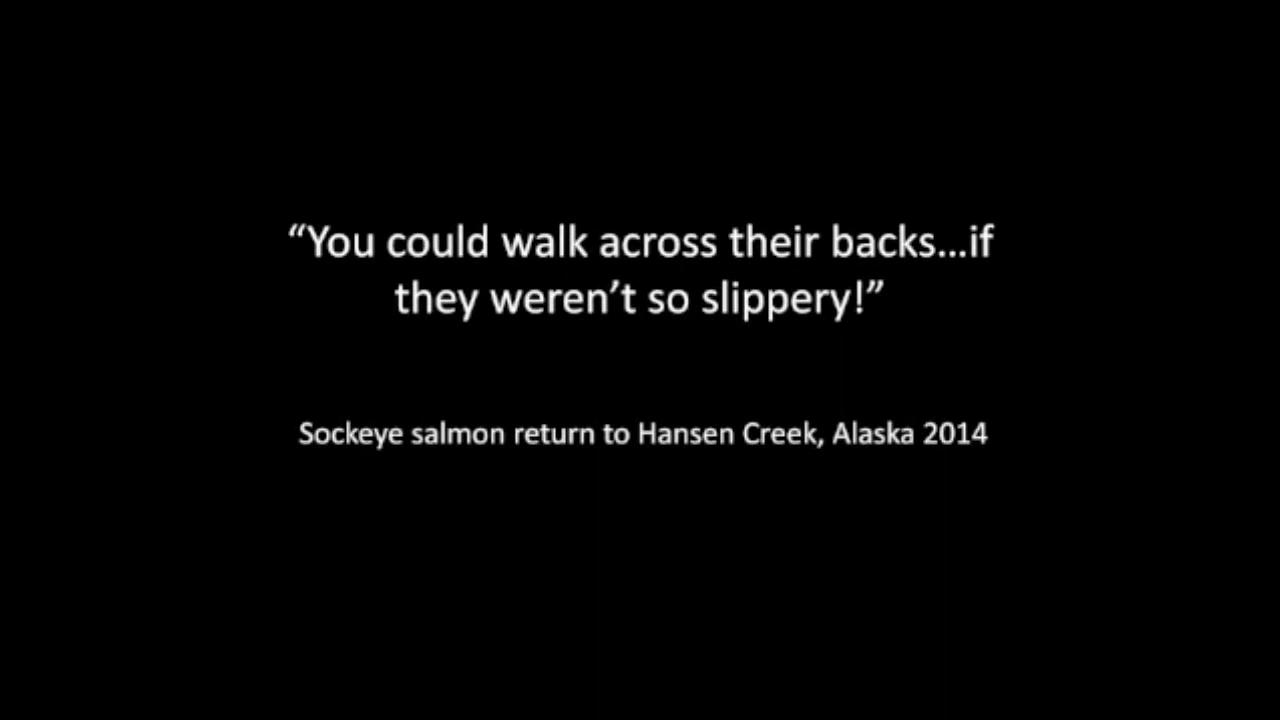 “You could walk across their backs…if
they weren’t so slippery!”
Sockeye salmon return to Hansen Creek, Alaska 2014